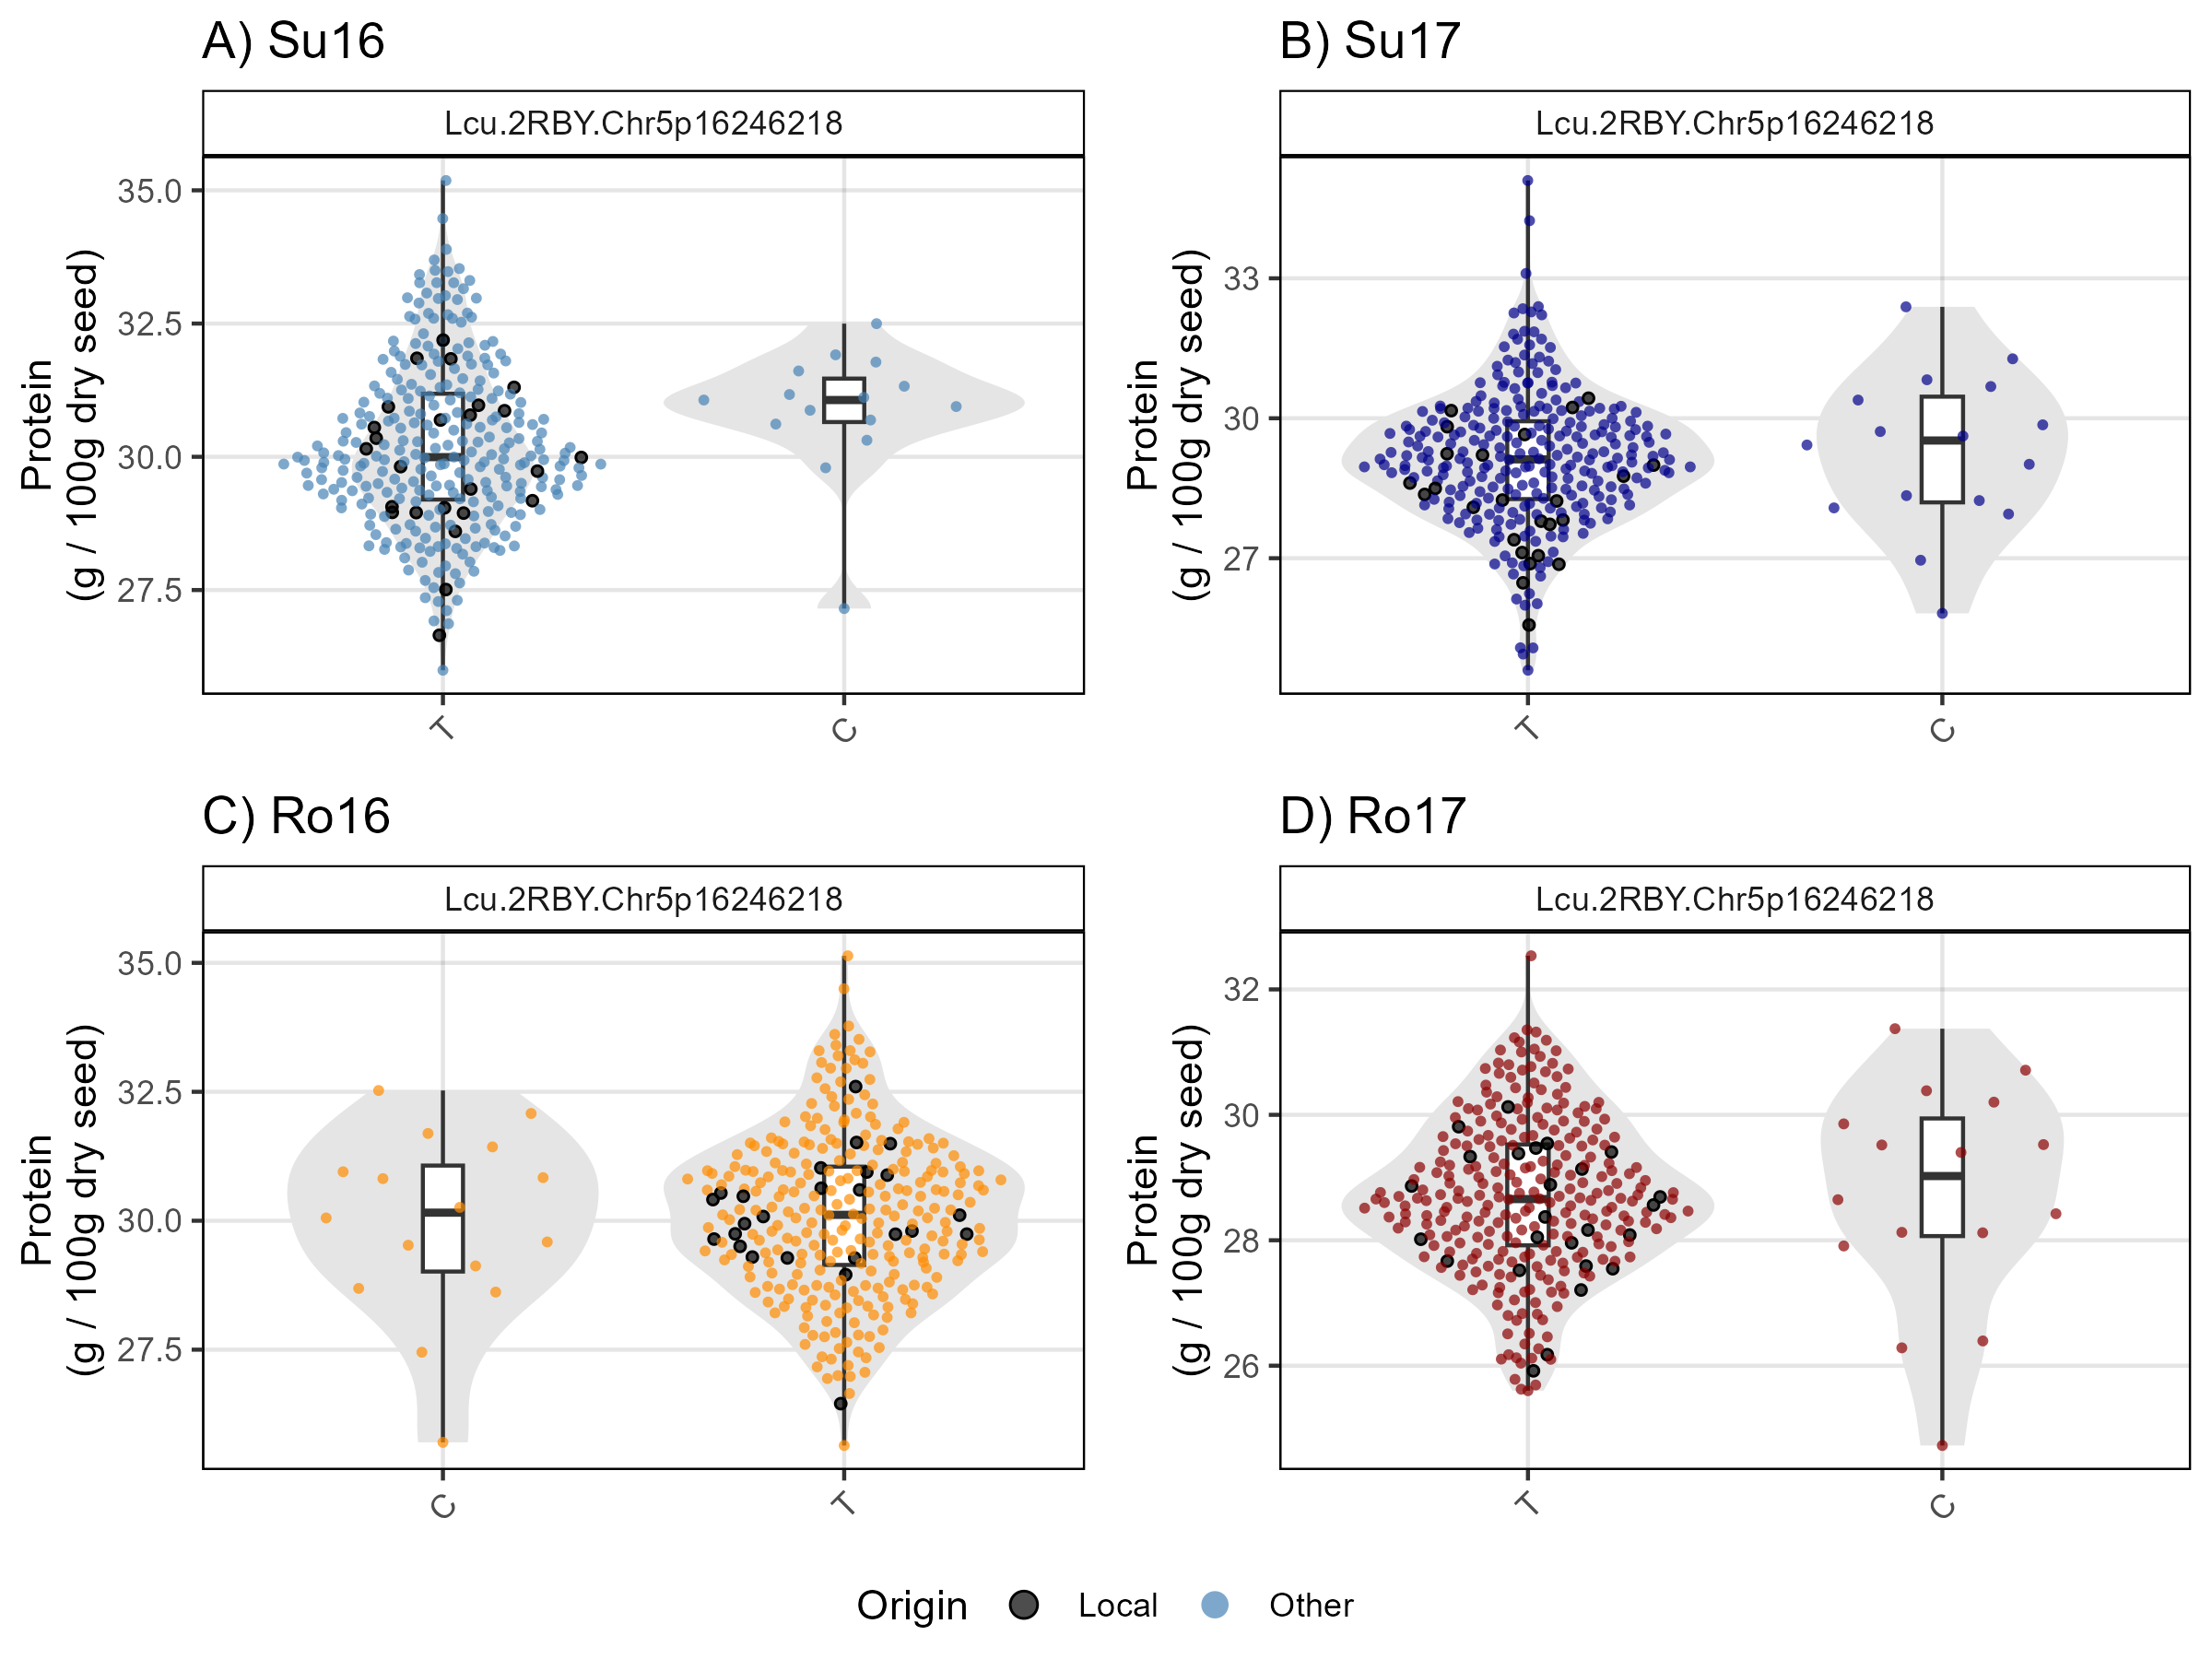 A) Su16
Lcu.2RBY.Chr5p16246218
Protein
(g / 100g dry seed)
35.0
32.5
30.0
27.5
T
C
B) Su17
Lcu.2RBY.Chr5p16246218
Protein
(g / 100g dry seed)
33
30
27
T
C
C) Ro16
Lcu.2RBY.Chr5p16246218
Protein
(g / 100g dry seed)
35.0
32.5
30.0
27.5
C
T
D) Ro17
Lcu.2RBY.Chr5p16246218
Protein
(g / 100g dry seed)
32
30
28
26
T
C
Origin
Local
Other